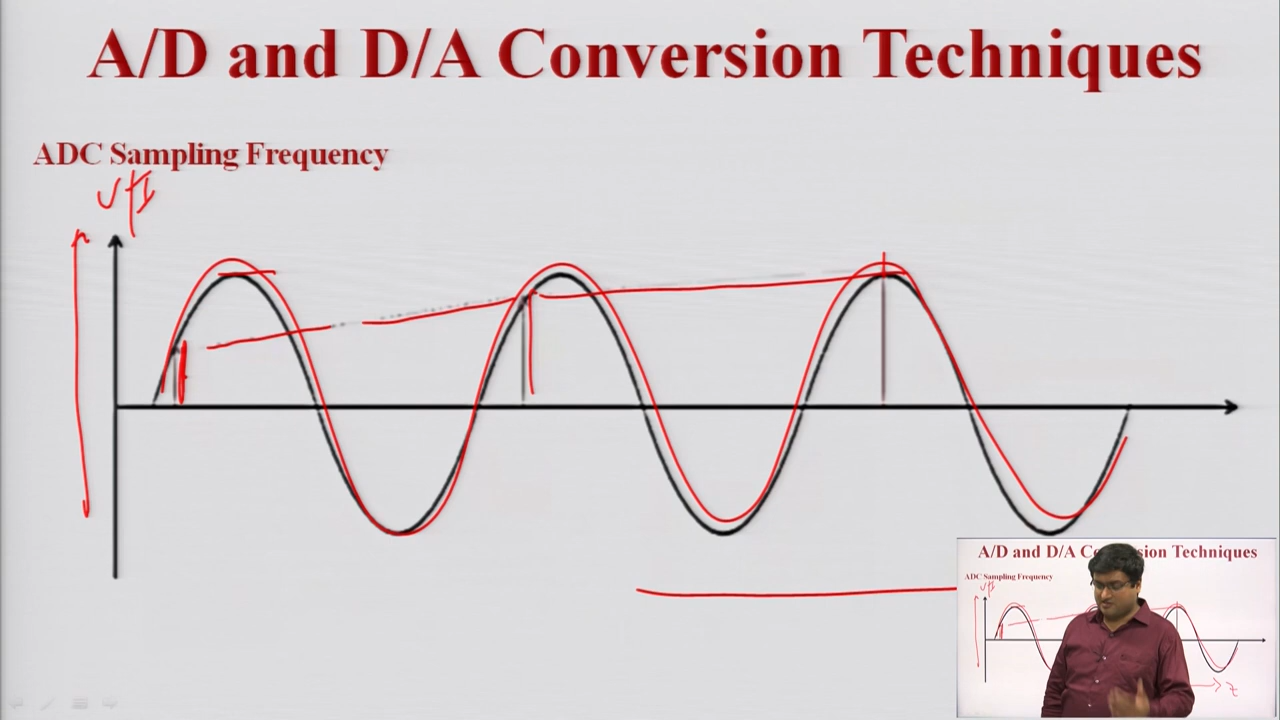 A/D and D/A Conversion Techniques
ADC Sampling Frequency
A/D and D/A Co sion Techniques
ADC Sampling Frequency